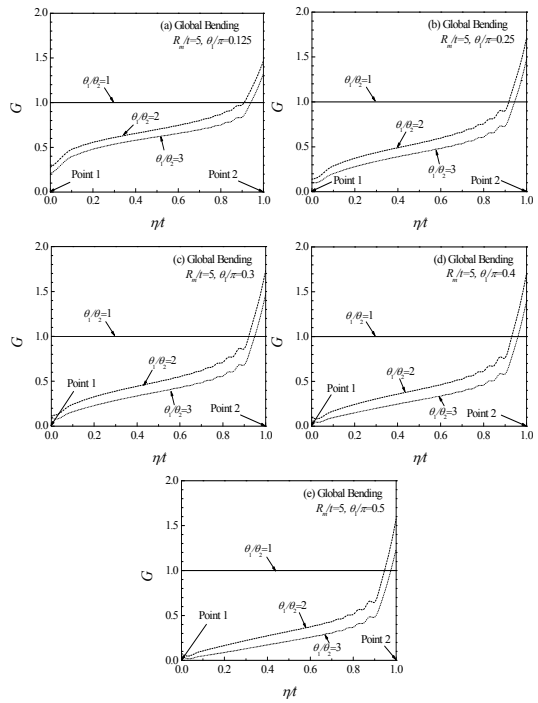 (a) Global Bending
Rₘ/t=5, θ₁/π=0.125
θ₁/θ₂=1
θ₁/θ₂=2
θ₁/θ₂=3
Point 1
Point 2
G
2.0
1.5
1.0
0.5
0.0
0.0 0.2 0.4 0.6 0.8 1.0
η/t
(b) Global Bending
Rₘ/t=5, θ₁/π=0.25
θ₁/θ₂=1
θ₁/θ₂=2
θ₁/θ₂=3
Point 1
Point 2
G
2.0
1.5
1.0
0.5
0.0
0.0 0.2 0.4 0.6 0.8 1.0
η/t
(c) Global Bending
Rₘ/t=5, θ₁/π=0.3
θ₁/θ₂=1
θ₁/θ₂=2
θ₁/θ₂=3
Point 1
Point 2
G
2.0
1.5
1.0
0.5
0.0
0.0 0.2 0.4 0.6 0.8 1.0
η/t
(d) Global Bending
Rₘ/t=5, θ₁/π=0.4
θ₁/θ₂=1
θ₁/θ₂=2
θ₁/θ₂=3
Point 1
Point 2
G
2.0
1.5
1.0
0.5
0.0
0.0 0.2 0.4 0.6 0.8 1.0
η/t
(e) Global Bending
Rₘ/t=5, θ₁/π=0.5
θ₁/θ₂=1
θ₁/θ₂=2
θ₁/θ₂=3
Point 1
Point 2
G
2.0
1.5
1.0
0.5
0.0
0.0 0.2 0.4 0.6 0.8 1.0
η/t